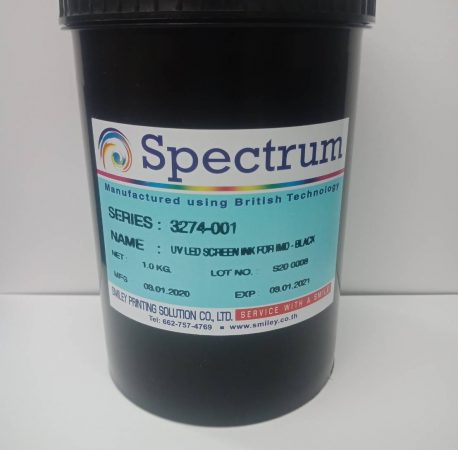 Spectrum
Manufactured using British Technology
SERIES : 3274-001
NAME : UV LED SCREEN INK FOR IMD - BLACK
NET : 1.0 KG. LOT NO. : S20 0008
MFG 09.01.2020 EXP : 09.01.2021
SMILEY PRINTING SOLUTION CO., LTD. SERVICE WITH A SMILE
Tel: 662-757-4769 ■ www.smiley.co.th